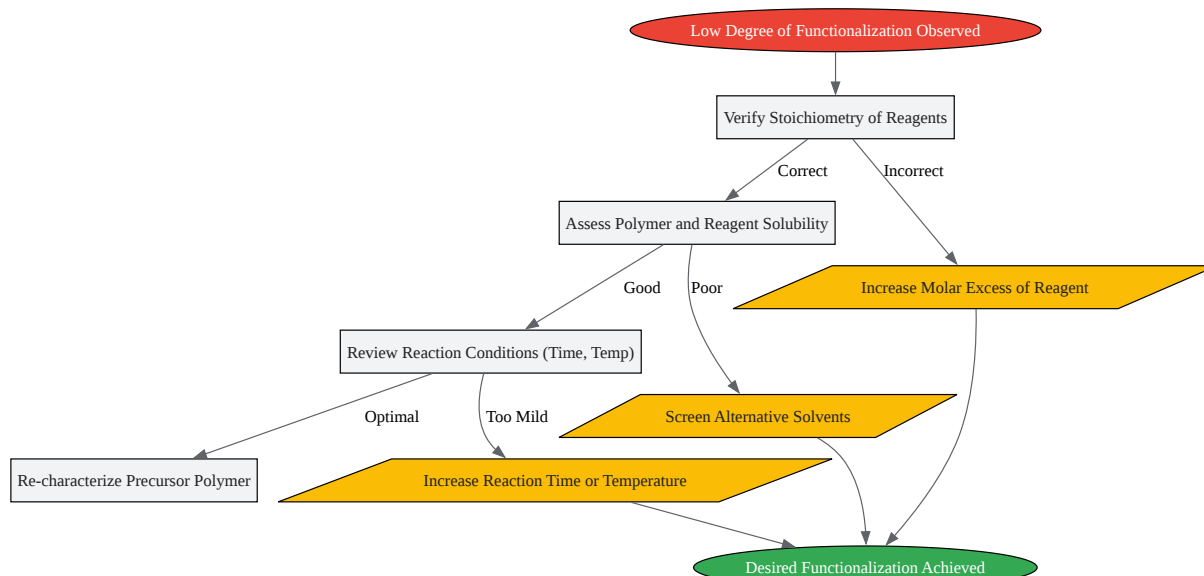 Low Degree of Functionalization Observed
Verify Stoichiometry of Reagents
Correct
Incorrect
Assess Polymer and Reagent Solubility
Good
Poor
Increase Molar Excess of Reagent
Review Reaction Conditions (Time, Temp)
Optimal
Too Mild
Screen Alternative Solvents
Re-characterize Precursor Polymer
Increase Reaction Time or Temperature
Desired Functionalization Achieved